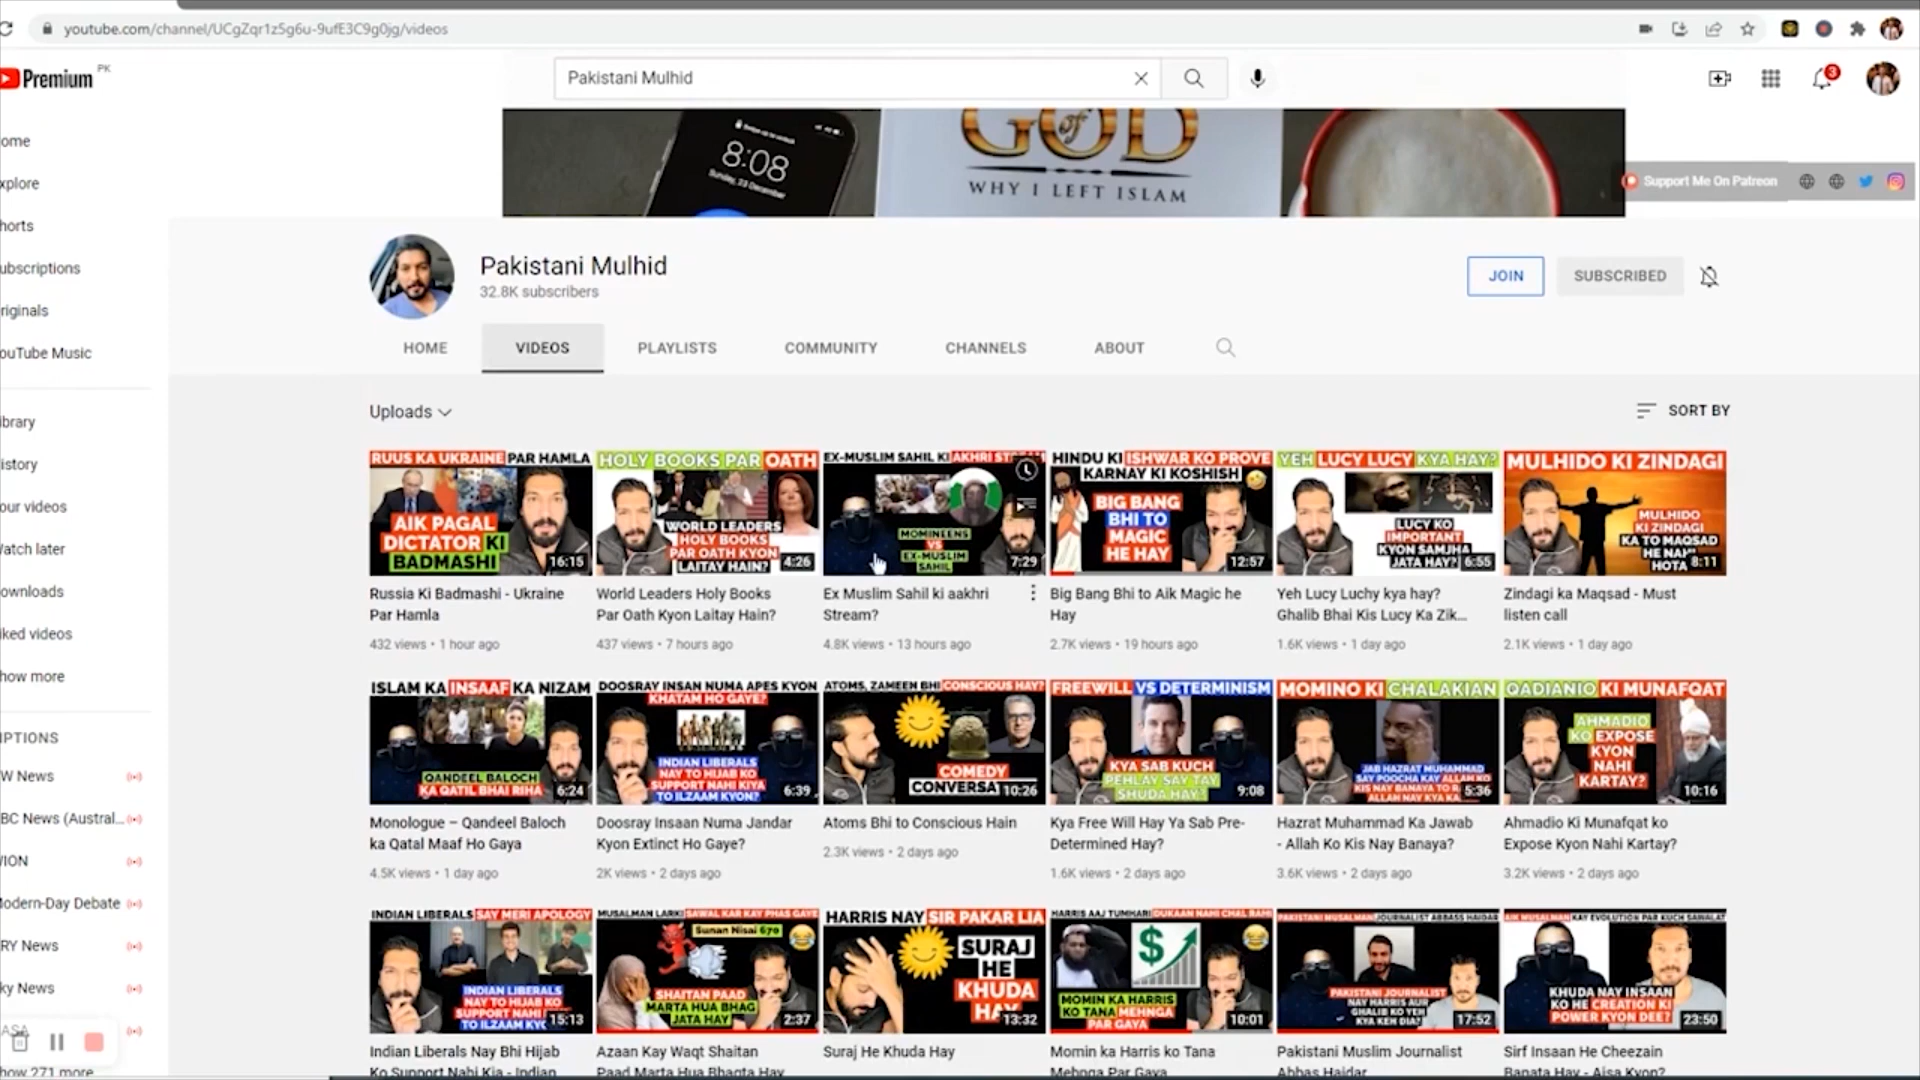 youtube.com/channel/UCgZqr1z5g6u-9ufE3C9g0jg/videos
Premium PK
Pakistani Mulhid
3
8:08
Sunday, 23 December
GOD
of
WHY I LEFT ISLAM
Support Me On Patreon
ome
xplore
horts
ubscriptions
riginals
ouTube Music
ibrary
istory
our videos
Vatch later
ownloads
iked videos
how more
IPTIONS
W News
BC News (Austral...
/ION
lodern-Day Debate
RY News
ky News
how 271 more
Pakistani Mulhid
32.8K subscribers
JOIN
SUBSCRIBED
HOME
VIDEOS
PLAYLISTS
COMMUNITY
CHANNELS
ABOUT
Uploads
SORT BY
RUUS KA UKRAINE PAR HAMLA
AIK PAGAL
DICTATOR KI
BADMASHI
16:15
Russia Ki Badmashi - Ukraine
Par Hamla
432 views • 1 hour ago
HOLY BOOKS PAR OATH
WORLD LEADERS
HOLY BOOKS
PAR OATH KYON
LAITAY HAIN?
4:26
World Leaders Holy Books
Par Oath Kyon Laitay Hain?
437 views • 7 hours ago
EX-MUSLIM SAHIL KI AKHRI
MOMINEENS
VS
EX-MUSLIM
SAHIL
7:29
Ex Muslim Sahil ki aakhri
Stream?
4.8K views • 13 hours ago
HINDU KI ISHWAR KO PROVE
KARNAY KI KOSHISH
BIG BANG
BHI TO
MAGIC
HE HAY
12:57
Big Bang Bhi to Aik Magic he
Hay
2.7K views • 19 hours ago
YEH LUCY LUCY KYA HAY?
LUCY KO
IMPORTANT
KYON SAMJHA
JATA HAY?
6:55
Yeh Lucy Luchy kya hay?
Ghalib Bhai Kis Lucy Ka Zik...
1.6K views • 1 day ago
MULHIDO KI ZINDAGI
MULHIDO
KI ZINDAGI
KA TO MAQSAD
HE NAHI
HOTA
8:11
Zindagi ka Maqsad - Must
listen call
2.1K views • 1 day ago
ISLAM KA INSAAF KA NIZAM
QANDEEL BALOCH
KA QATIL BHAI RIHA
6:24
Monologue – Qandeel Baloch
ka Qatal Maaf Ho Gaya
4.5K views • 1 day ago
DOOSRAY INSAN NUMA APES KYON
KHATAM HO GAYE?
INDIAN LIBERALS
NAY TO HIJAB KO
SUPPORT NAHI KIYA
TO ILZAAM KYON?
6:39
Doosray Insaan Numa Jandar
Kyon Extinct Ho Gaye?
2K views • 2 days ago
ATOMS, ZAMEEN BHI CONSCIOUS HAY?
COMEDY
CONVERSA
10:26
Atoms Bhi to Conscious Hain
2.3K views • 2 days ago
FREEWILL VS DETERMINISM
KYA SAB KUCH
PEHLAY SAY TAY
SHUDA HAY?
9:08
Kya Free Will Hay Ya Sab Pre-
Determined Hay?
1.6K views • 2 days ago
MOMINO KI CHALAKIAN
JAB HAZRAT MUHAMMAD
SAY POOCHA KAY ALLAH KO
KIS NAY BANAYA TO
ALLAH NAY KYA
5:36
Hazrat Muhammad Ka Jawab
- Allah Ko Kis Nay Banaya?
3.6K views • 2 days ago
QADIANIO KI MUNAFQAT
AHMADIO
KO EXPOSE
KYON
NAHI
KARTAY?
10:16
Ahmadio Ki Munafqat ko
Expose Kyon Nahi Kartay?
3.2K views • 2 days ago
INDIAN LIBERALS SAY MERI APOLOGY
INDIAN LIBERALS
NAY TO HIJAB KO
SUPPORT NAHI
TO ILZAAM KYO
15:13
Indian Liberals Nay Bhi Hijab
Ko Support Nahi Kia - Indian
MUSALMAN LARKI SAWAL KAR KAY PHAS GAYE
Sunan Nisai 670
SHAITAN PAAD
MARTA HUA BHAG
JATA HAY
2:37
Azaan Kay Waqt Shaitan
Paad Marta Hua Bhagta Hay
HARRIS NAY SIR PAKAR LIA
SURAJ
HE
KHUDA
HAY
13:32
Suraj He Khuda Hay
HARRIS AAJ TUMHARI DUKAAN NAHI CHAL RAHI
$
MOMIN KA HARRIS
KO TANA MEHNGA
PAR GAYA
10:01
Momin ka Harris ko Tana
Mehnga Par Gaya
PAKISTANI MUSALMAN JOURNALIST ABBASS HAIDAR
PAKISTANI JOURNALIST
NAY HARRIS AUR
GHALIB KO YEH
KYA KEH DIA?
17:52
Pakistani Muslim Journalist
Abbas Haidar
AIK MUSALMAN KAY EVOLUTION PAR KUCH SAWALAT
KHUDA NAY INSAAN
KO HE CREATION KI
POWER KYON DEE?
23:50
Sirf Insaan He Cheezain
Banata Hay - Aisa Kyon?